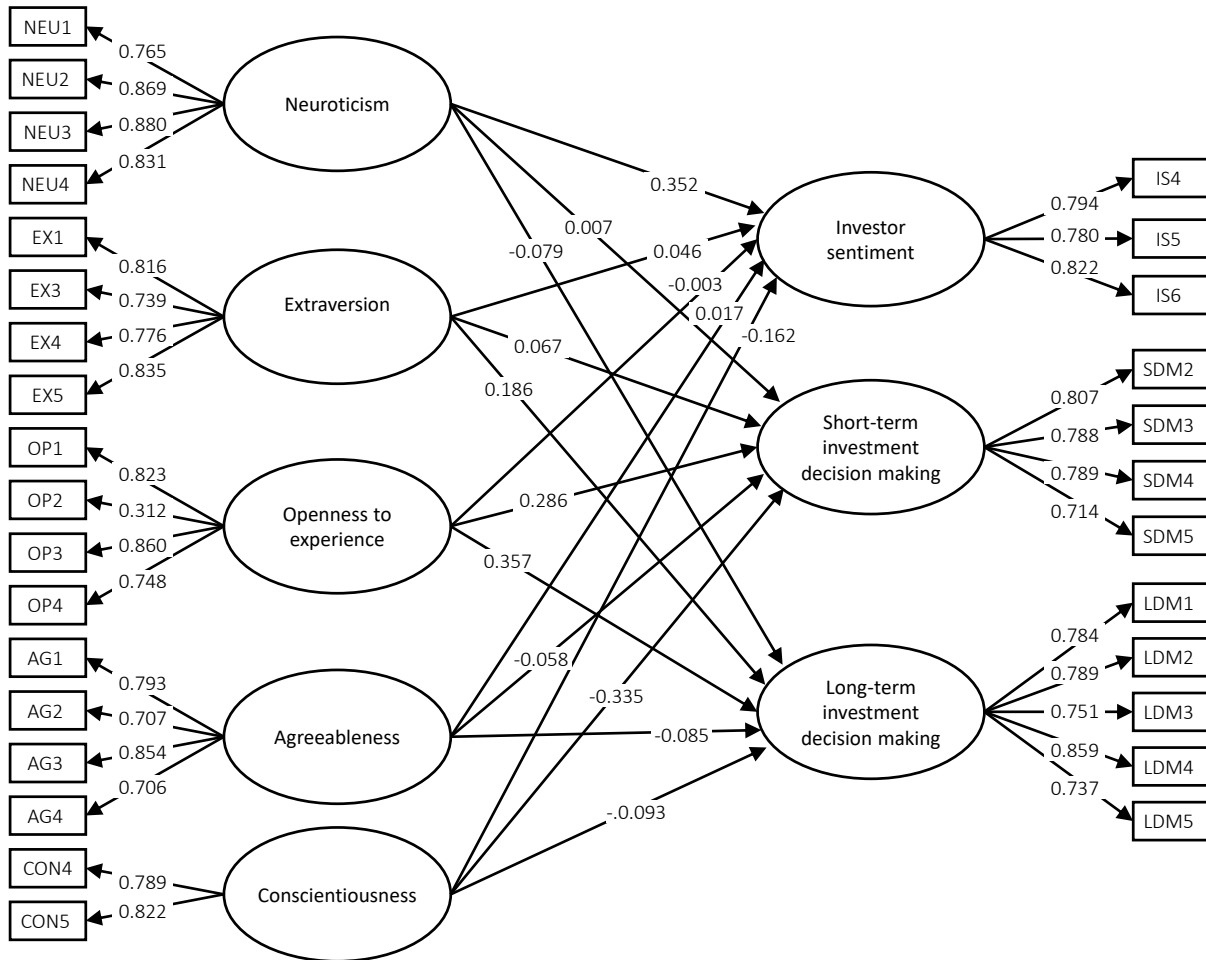 NEU1
0.765
NEU2
0.869
NEU3
0.880
NEU4
0.831
Neuroticism
EX1
0.816
EX3
0.739
EX4
0.776
EX5
0.835
Extraversion
OP1
0.823
OP2
0.312
OP3
0.860
OP4
0.748
Openness to
experience
AG1
0.793
AG2
0.707
AG3
0.854
AG4
0.706
Agreeableness
CON4
0.789
CON5
0.822
Conscientiousness
0.352
0.007
-0.079
0.046
-0.003
0.017
-0.162
0.067
0.186
0.286
0.357
-0.058
-0.335
-0.085
-.0.093
Investor
sentiment
0.794
IS4
0.780
IS5
0.822
IS6
Short-term
investment
decision making
0.807
SDM2
0.788
SDM3
0.789
SDM4
0.714
SDM5
Long-term
investment
decision making
0.784
LDM1
0.789
LDM2
0.751
LDM3
0.859
LDM4
0.737
LDM5